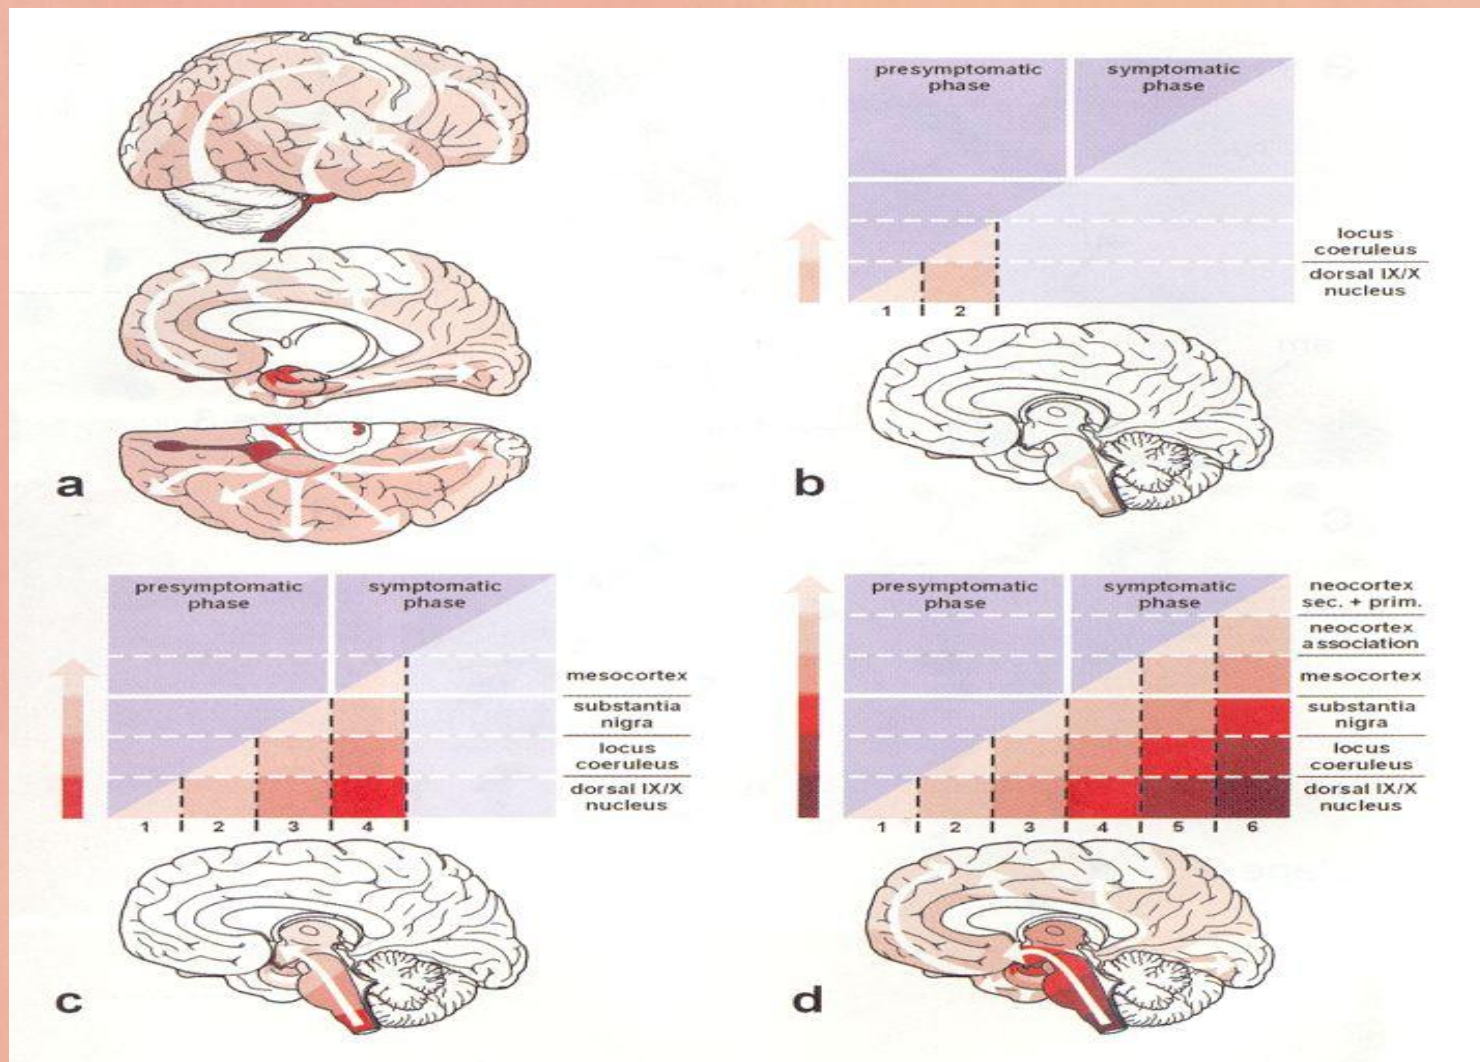 a
presymptomatic
phase
symptomatic
phase
locus
coeruleus
dorsal IX/X
nucleus
1
2
b
presymptomatic
phase
symptomatic
phase
mesocortex
substantia
nigra
locus
coeruleus
dorsal IX/X
nucleus
1
2
3
4
c
presymptomatic
phase
symptomatic
phase
neocortex
sec. + prim.
neocortex
association
mesocortex
substantia
nigra
locus
coeruleus
dorsal IX/X
nucleus
1
2
3
4
5
6
d